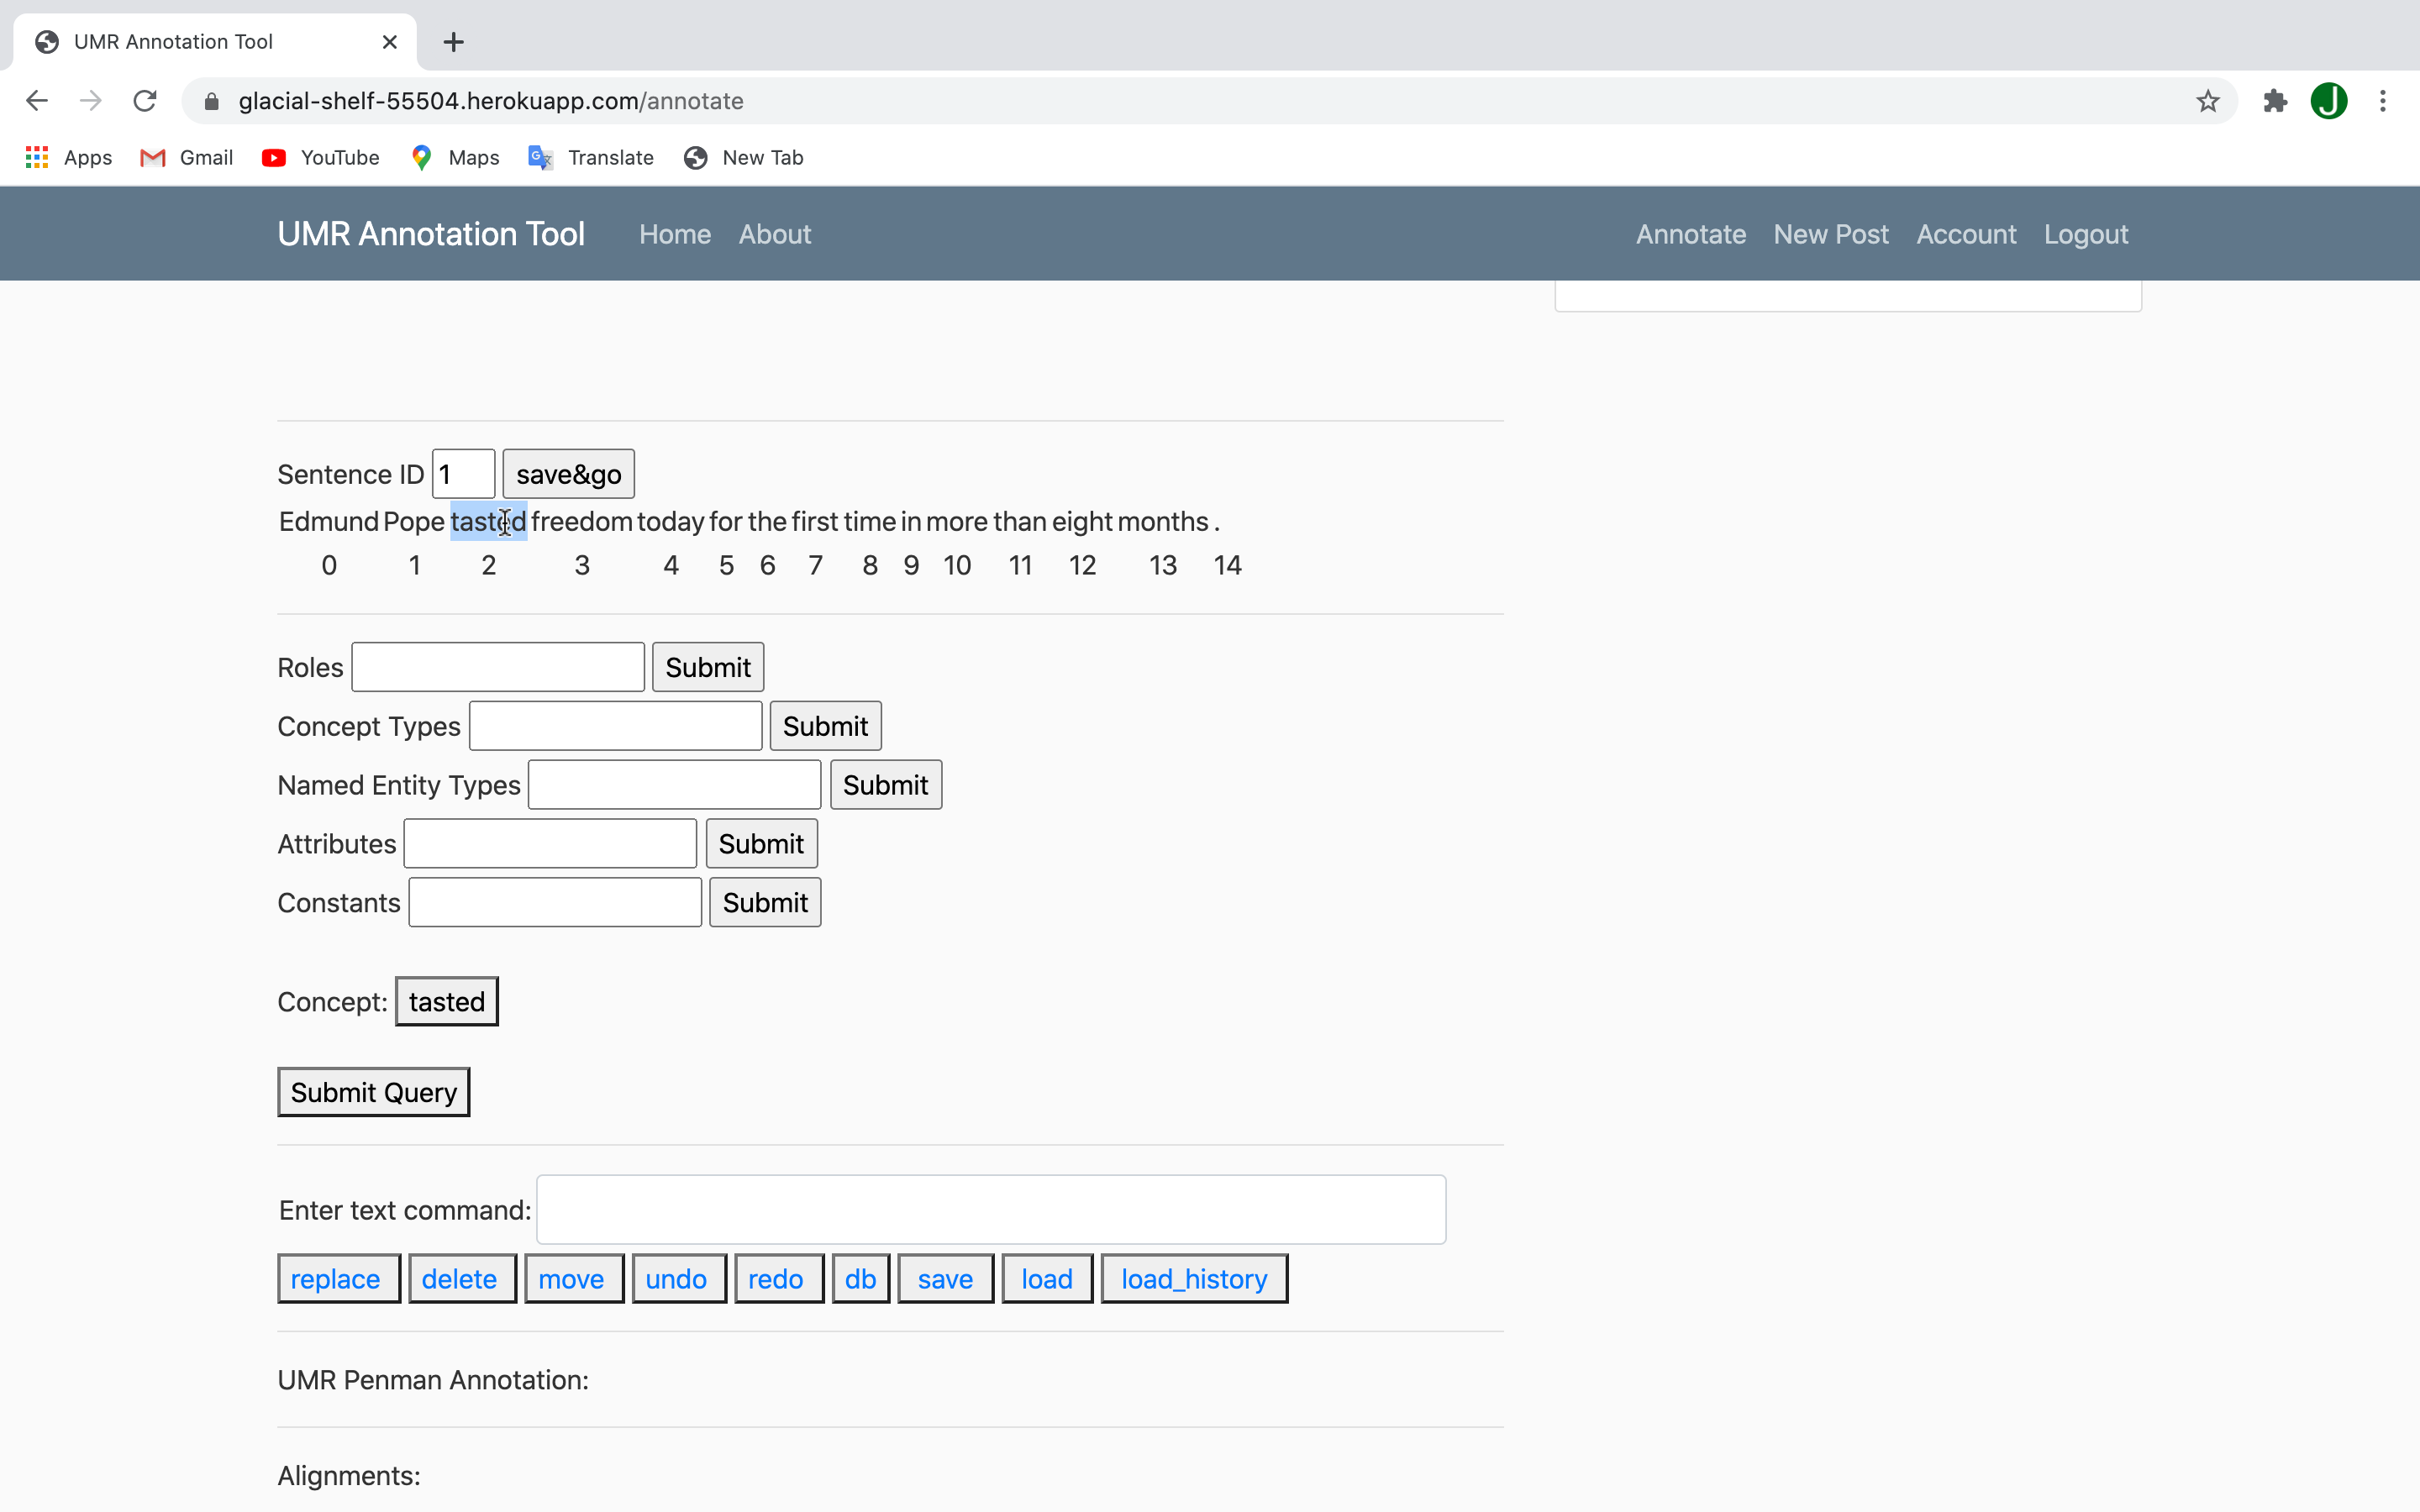 UMR Annotation Tool
glacial-shelf-55504.herokuapp.com/annotate
J
Apps Gmail YouTube Maps Translate New Tab
UMR Annotation Tool Home About Annotate New Post Account Logout
Sentence ID 1 save&go
Edmund Pope tasted freedom today for the first time in more than eight months .
0 1 2 3 4 5 6 7 8 9 10 11 12 13 14
Roles Submit
Concept Types Submit
Named Entity Types Submit
Attributes Submit
Constants Submit
Concept: tasted
Submit Query
Enter text command:
replace delete move undo redo db save load load_history
UMR Penman Annotation:
Alignments: